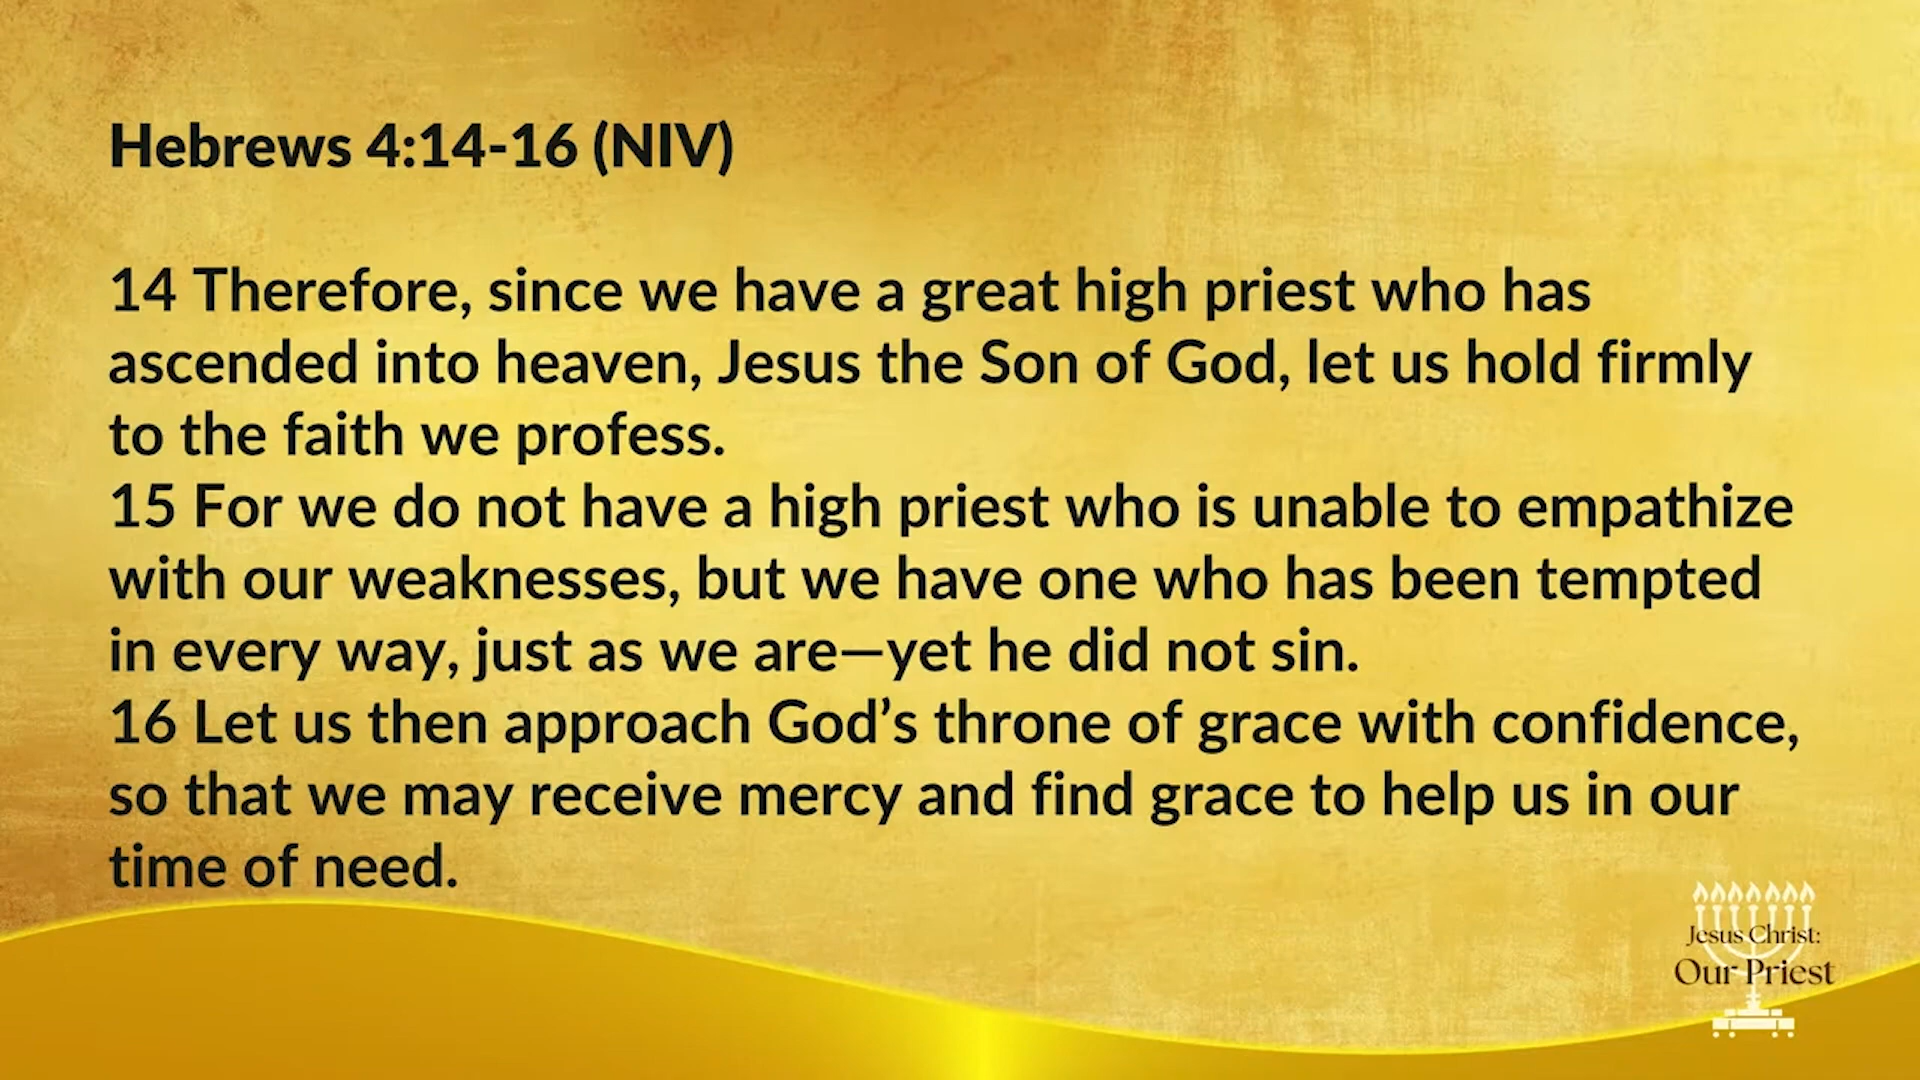 Hebrews 4:14-16 (NIV)
14 Therefore, since we have a great high priest who has
ascended into heaven, Jesus the Son of God, let us hold firmly
to the faith we profess.
15 For we do not have a high priest who is unable to empathize
with our weaknesses, but we have one who has been tempted
in every way, just as we are—yet he did not sin.
16 Let us then approach God’s throne of grace with confidence,
so that we may receive mercy and find grace to help us in our
time of need.
Jesus Christ:
Our Priest